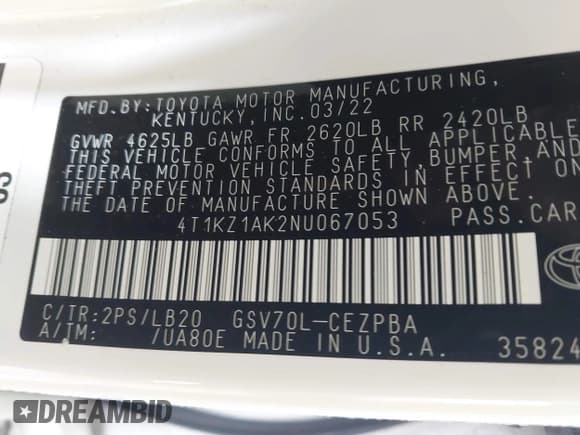 MFD.BY:TOYOTA MOTOR MANUFACTURING,
KENTUCKY, INC.03/22
GVWR 4625LB GAWR FR 2620LB RR 2420LB
THIS VEHICLE CONFORMS TO ALL APPLICABLE
FEDERAL MOTOR VEHICLE SAFETY,BUMPER,AND
THEFT PREVENTION STANDARDS IN EFFECT ON
THE DATE OF MANUFACTURE SHOWN ABOVE.
4T1KZ1AK2NU067053 PASS.CAR
C/TR:2PS/LB20 GSV70L-CEZPBA
A/TM: /UA80E MADE IN U.S.A. 35824
DREAMBID